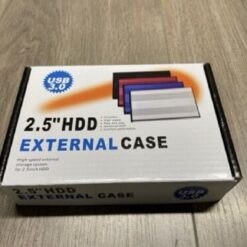 USB
3.0
2.5"HDD
EXTERNAL CASE
High speed external
storage system
for 2.5inch HDD
2.5"HDD
EXTERNAL CASE
USB
3.0